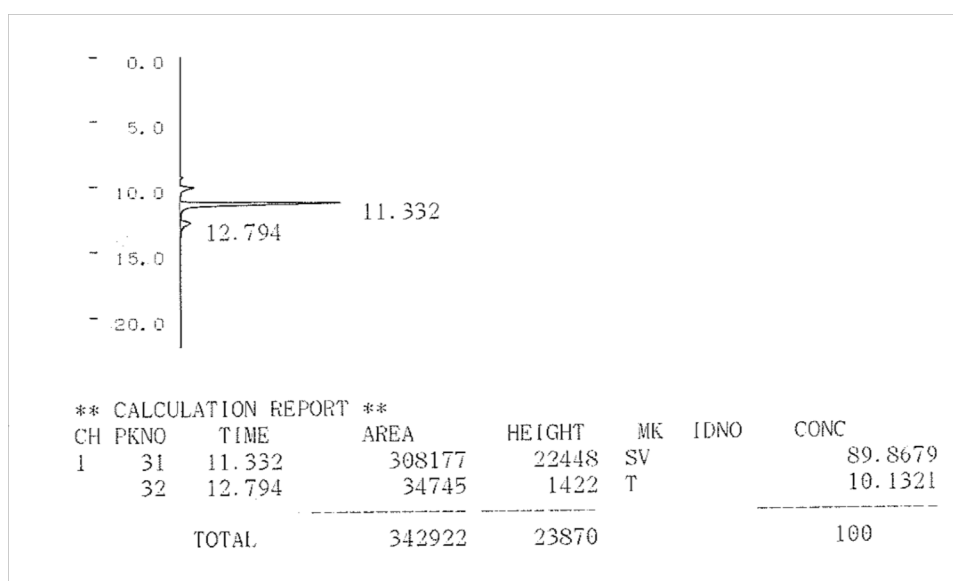 0.0
5.0
10.0
11.332
12.794
15.0
20.0
** CALCULATION REPORT **
CH PKNO TIME AREA HEIGHT MK IDNO CONC
1 31 11.332 308177 22448 SV 89.8679
32 12.794 34745 1422 T 10.1321
TOTAL 342922 23870 100